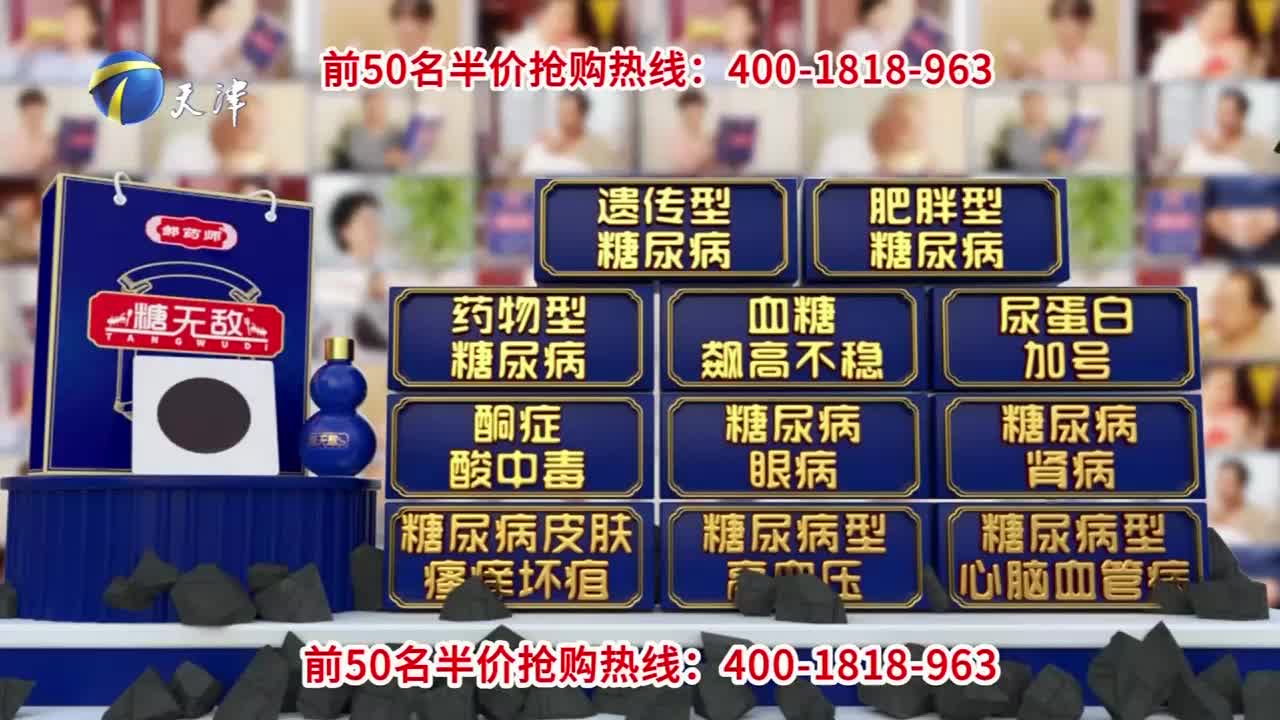 前50名半价抢购热线：400-1818-963
天津
郝药师
糖无敌
TANGWUDI
糖无敌
遗传型
糖尿病
肥胖型
糖尿病
药物型
糖尿病
血糖
飙高不稳
尿蛋白
加号
酮症
酸中毒
糖尿病
眼病
糖尿病
肾病
糖尿病皮肤
瘙痒坏疽
糖尿病型
高血压
糖尿病型
心脑血管病
前50名半价抢购热线：400-1818-963